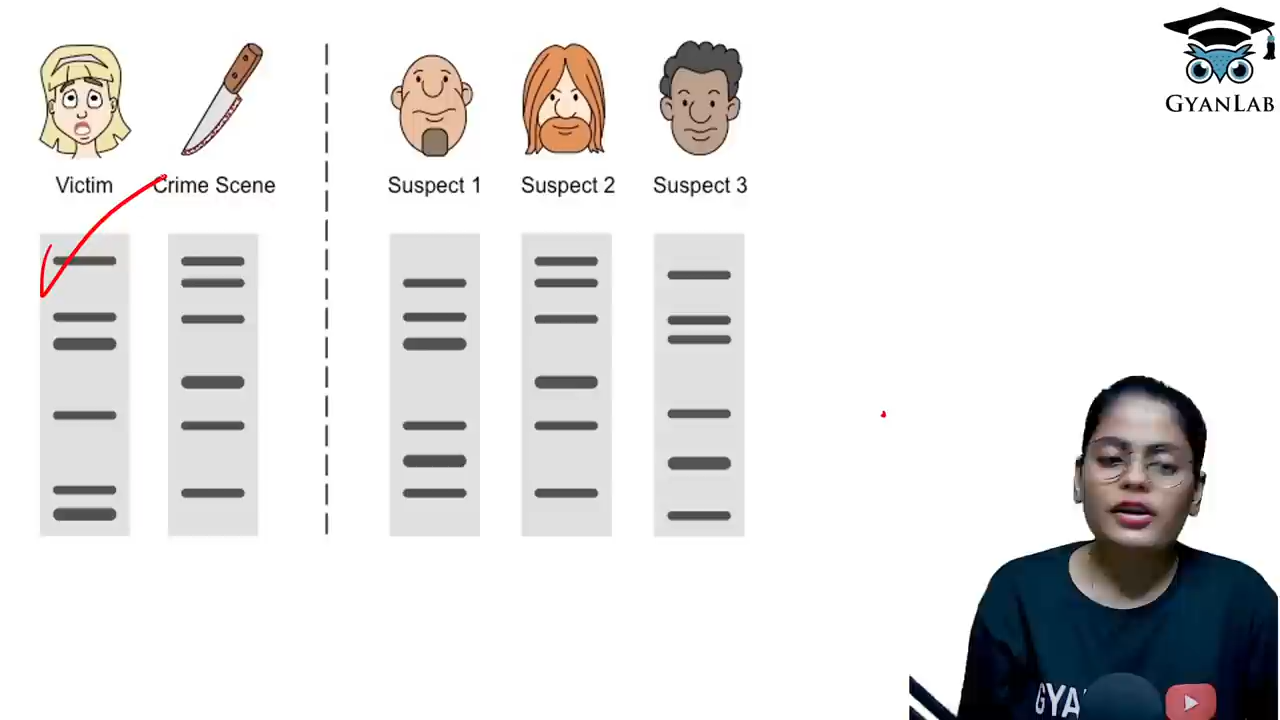 GYANLAB
Victim
Crime Scene
Suspect 1
Suspect 2
Suspect 3
GYA